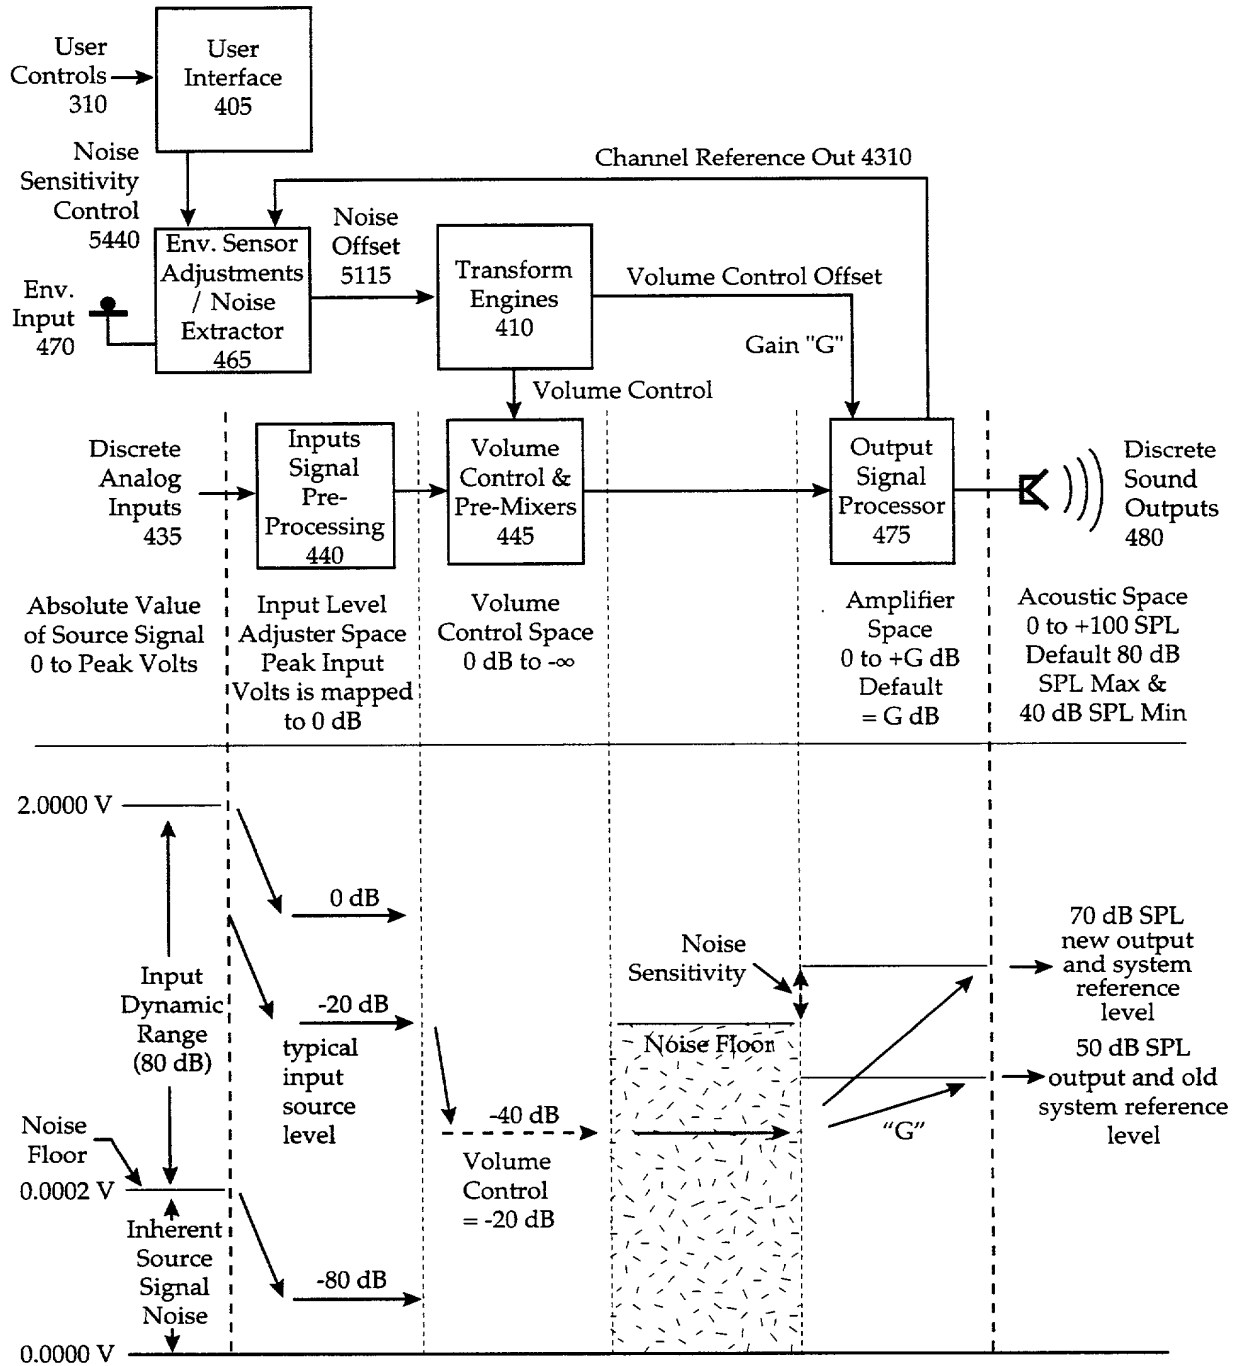 User
Controls
310
User
Interface
405
Noise
Sensitivity
Control
5440
Channel Reference Out 4310
Env. Sensor
Adjustments
/ Noise
Extractor
465
Noise
Offset
5115
Transform
Engines
410
Volume Control Offset
Gain "G"
Env.
Input
470
Volume Control
Discrete
Analog
Inputs
435
Inputs
Signal
Pre-
Processing
440
Volume
Control &
Pre-Mixers
445
Output
Signal
Processor
475
Discrete
Sound
Outputs
480
Absolute Value
of Source Signal
0 to Peak Volts
Input Level
Adjuster Space
Peak Input
Volts is mapped
to 0 dB
Volume
Control Space
0 dB to -∞
Amplifier
Space
0 to +G dB
Default
= G dB
Acoustic Space
0 to +100 SPL
Default 80 dB
SPL Max &
40 dB SPL Min
2.0000 V
0 dB
Input
Dynamic
Range
(80 dB)
-20 dB
typical
input
source
level
Noise
Sensitivity
70 dB SPL
new output
and system
reference
level
Noise Floor
50 dB SPL
output and old
system reference
level
-40 dB
Volume
Control
= -20 dB
"G"
Noise
Floor
0.0002 V
Inherent
Source
Signal
Noise
-80 dB
0.0000 V